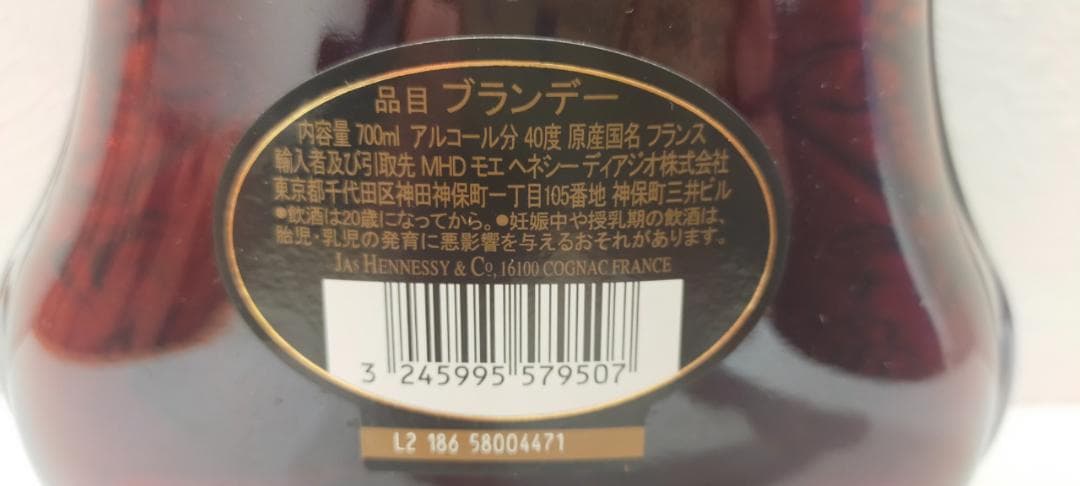 品目 ブランデー
内容量 700ml アルコール分 40度 原産国名 フランス
輸入者及び引取先 MHD モエ ヘネシー ディアジオ株式会社
東京都千代田区神田神保町一丁目105番地 神保町三井ビル
●飲酒は20歳になってから。●妊娠中や授乳期の飲酒は、
胎児・乳児の発育に悪影響を与えるおそれがあります。
JAS HENNESSY & CO, 16100 COGNAC FRANCE
3 245995 579507
L2 186 58004471